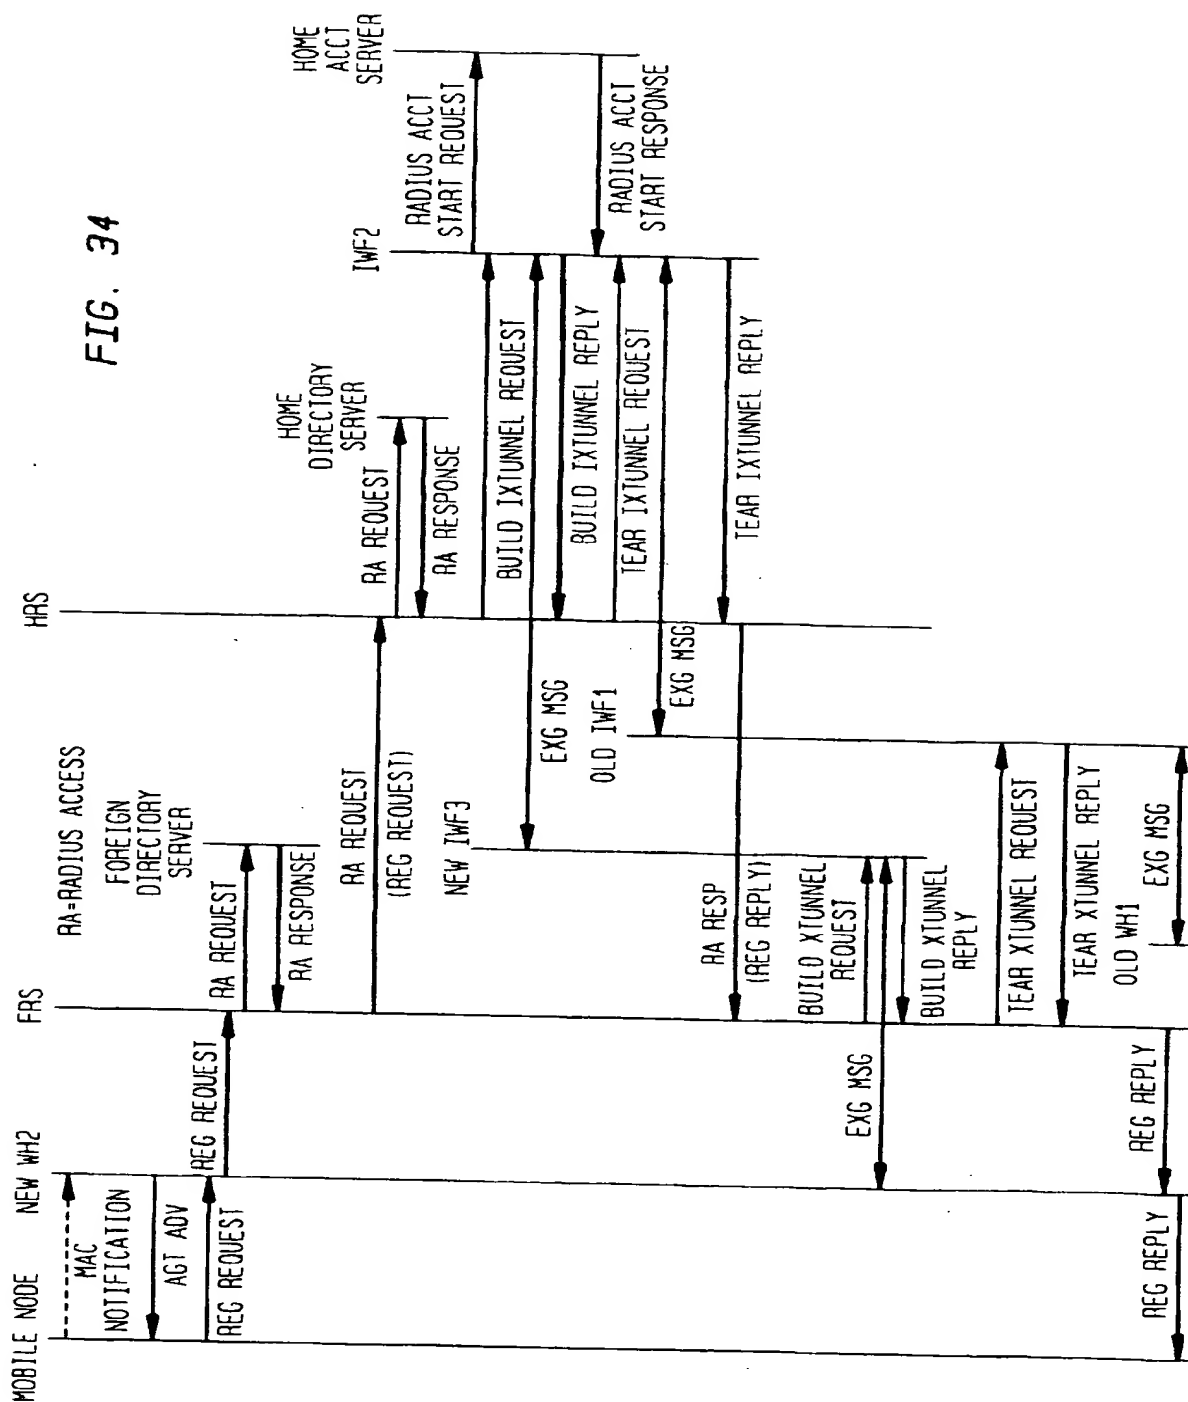 FIG. 34
RA=RADIUS ACCESS
MOBILE NODE
NEW WH2
FRS
FOREIGN
DIRECTORY
SERVER
HRS
HOME
DIRECTORY
SERVER
IWF2
HOME
ACCT
SERVER
MAC
NOTIFICATION
AGT ADV
REG REQUEST
REG REQUEST
RA REQUEST
RA RESPONSE
RA REQUEST
(REG REQUEST)
RA REQUEST
RA RESPONSE
RADIUS ACCT
START REQUEST
BUILD IXTUNNEL REQUEST
EXG MSG
NEW IWF3
BUILD IXTUNNEL REPLY
RADIUS ACCT
START RESPONSE
TEAR IXTUNNEL REQUEST
OLD IWF1
EXG MSG
TEAR IXTUNNEL REPLY
RA RESP
(REG REPLY)
BUILD XTUNNEL
REQUEST
EXG MSG
BUILD XTUNNEL
REPLY
TEAR XTUNNEL REQUEST
TEAR XTUNNEL REPLY
OLD WH1
EXG MSG
REG REPLY
REG REPLY